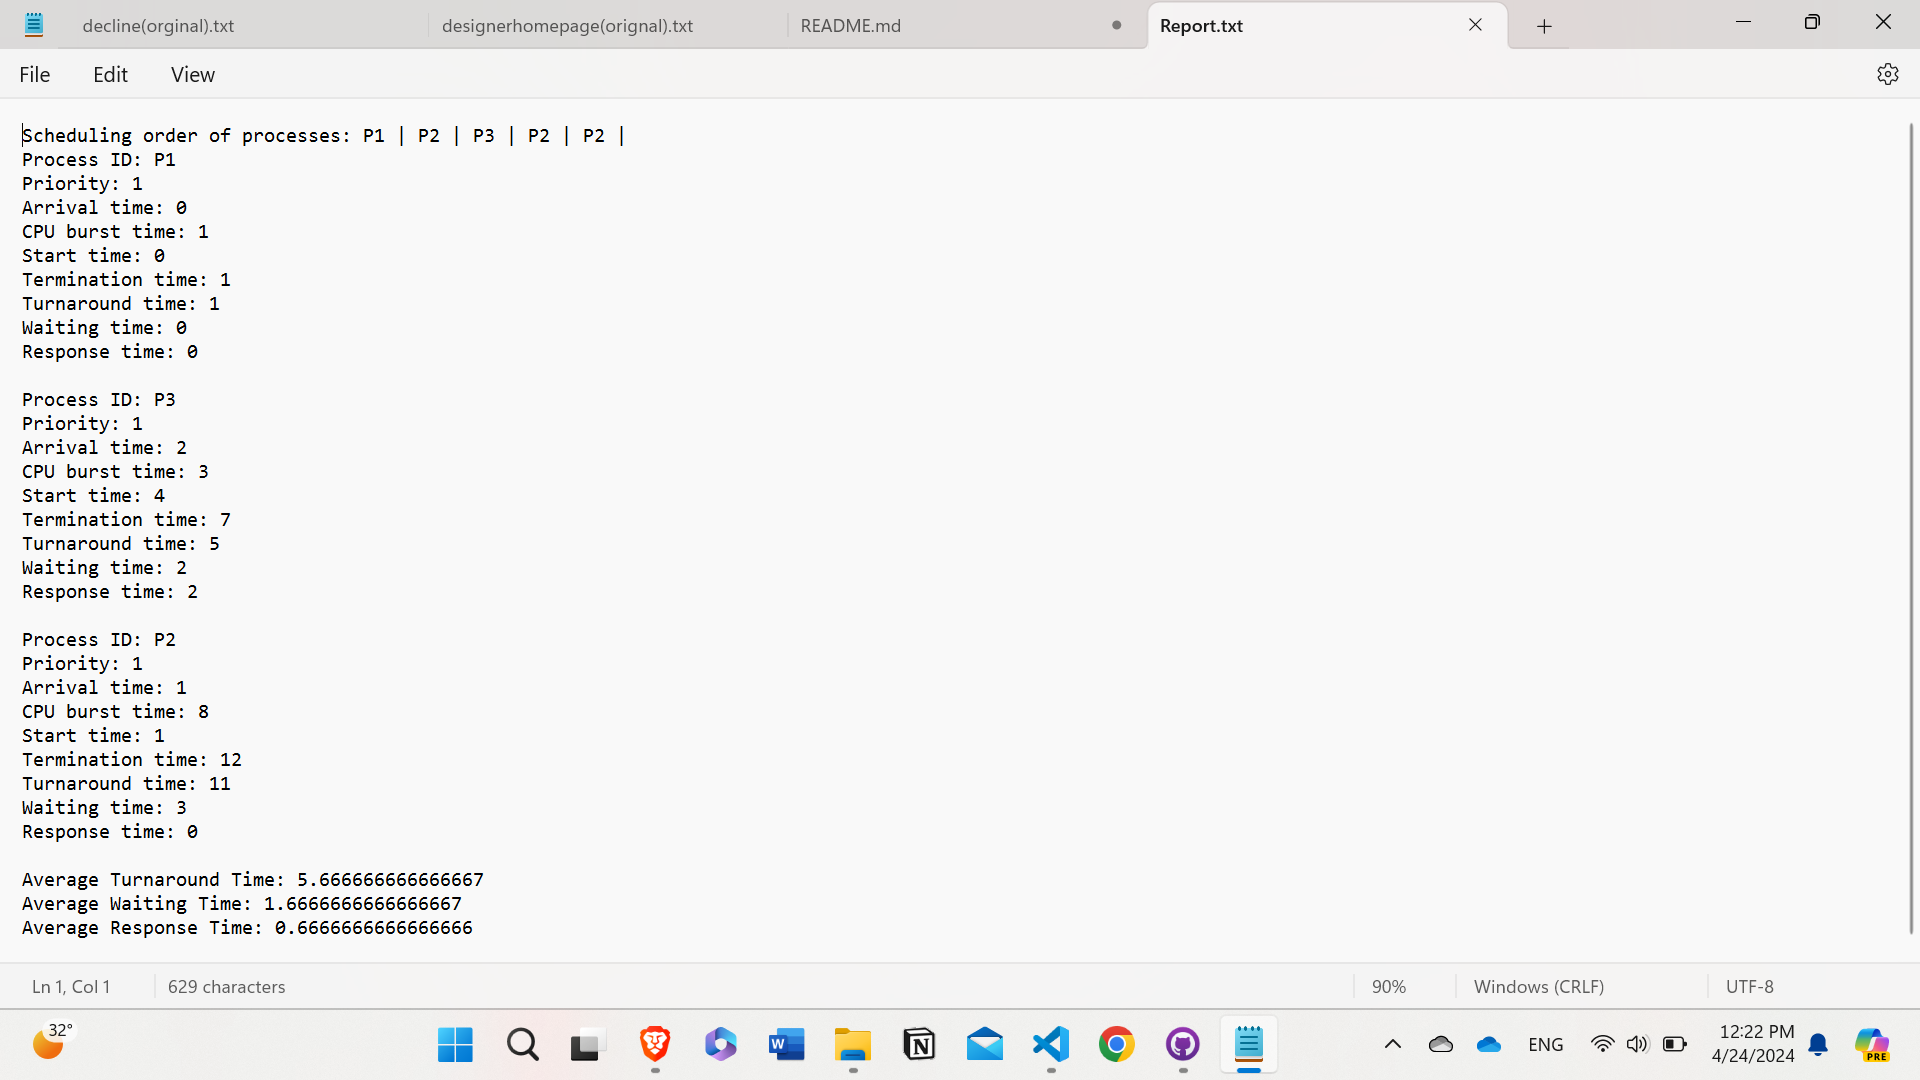 decline(orginal).txt
designerhomepage(orignal).txt
README.md
Report.txt
File
Edit
View
Scheduling order of processes: P1 | P2 | P3 | P2 | P2 |
Process ID: P1
Priority: 1
Arrival time: 0
CPU burst time: 1
Start time: 0
Termination time: 1
Turnaround time: 1
Waiting time: 0
Response time: 0
Process ID: P3
Priority: 1
Arrival time: 2
CPU burst time: 3
Start time: 4
Termination time: 7
Turnaround time: 5
Waiting time: 2
Response time: 2
Process ID: P2
Priority: 1
Arrival time: 1
CPU burst time: 8
Start time: 1
Termination time: 12
Turnaround time: 11
Waiting time: 3
Response time: 0
Average Turnaround Time: 5.666666666666667
Average Waiting Time: 1.6666666666666667
Average Response Time: 0.6666666666666666
Ln 1, Col 1
629 characters
90%
Windows (CRLF)
UTF-8
32°
W
N
ENG
12:22 PM
4/24/2024
PRE